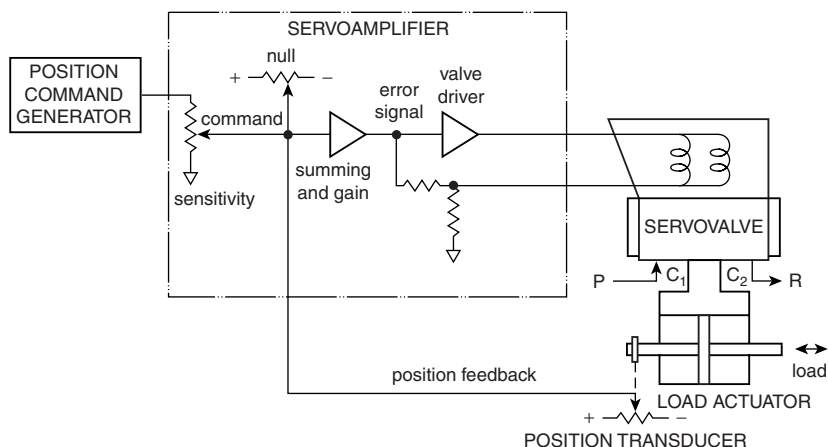 SERVOAMPLIFIER
POSITION
COMMAND
GENERATOR
null
+ −
command
sensitivity
summing
and gain
error
signal
valve
driver
SERVOVALVE
P
C1
C2
R
load
position feedback
LOAD ACTUATOR
+ −
POSITION TRANSDUCER